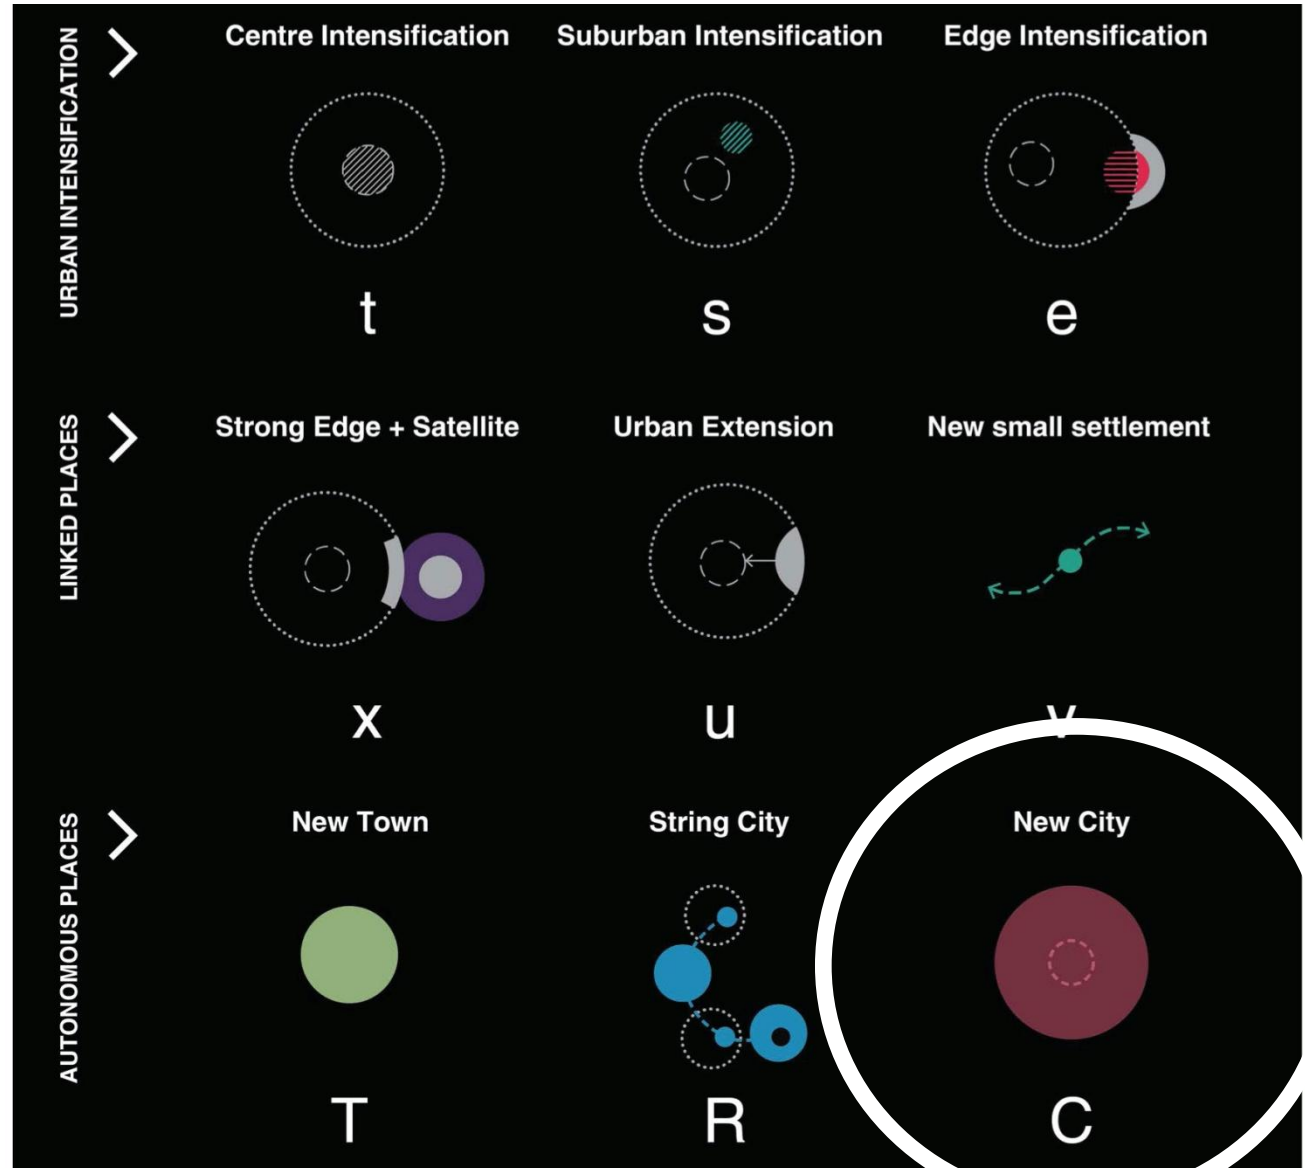 URBAN INTENSIFICATION
Centre Intensification
Suburban Intensification
Edge Intensification
t
s
e
LINKED PLACES
Strong Edge + Satellite
Urban Extension
New small settlement
x
u
AUTONOMOUS PLACES
New Town
String City
New City
T
R
C